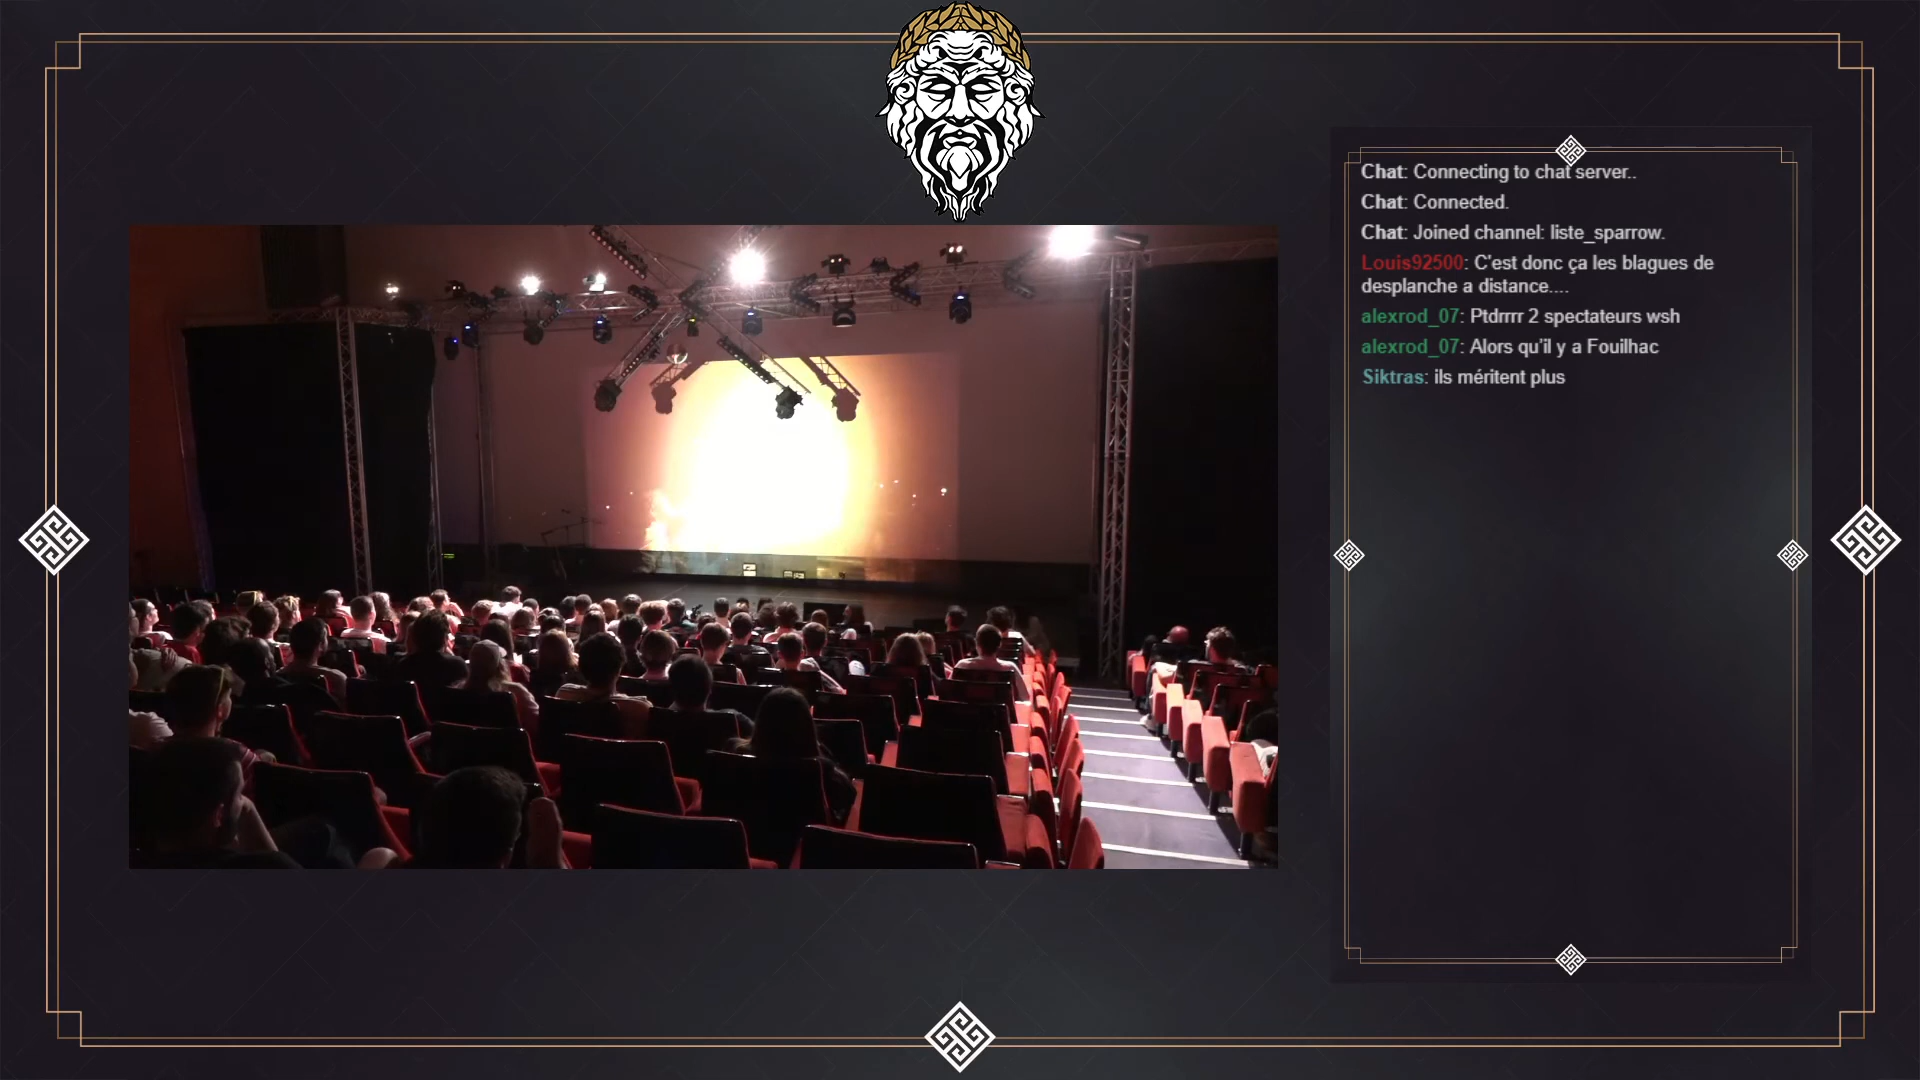 Chat: Connecting to chat server..
Chat: Connected.
Chat: Joined channel: liste_sparrow.
Louis92500: C'est donc ça les blagues de
desplanche a distance....
alexrod_07: Ptdrrrr 2 spectateurs wsh
alexrod_07: Alors qu'il y a Fouilhac
Siktras: ils méritent plus